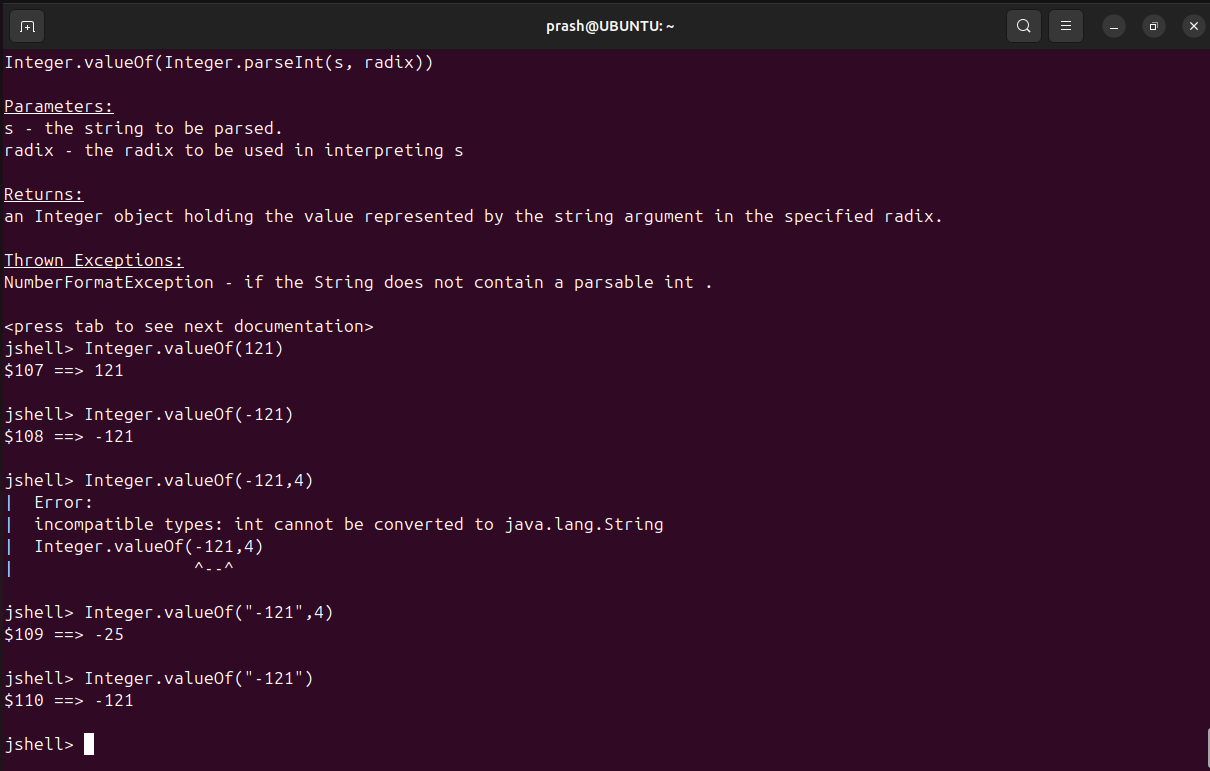 prash@UBUNTU: ~
Integer.valueOf(Integer.parseInt(s, radix))
Parameters:
s - the string to be parsed.
radix - the radix to be used in interpreting s
Returns:
an Integer object holding the value represented by the string argument in the specified radix.
Thrown Exceptions:
NumberFormatException - if the String does not contain a parsable int .
<press tab to see next documentation>
jshell> Integer.valueOf(121)
$107 ==> 121
jshell> Integer.valueOf(-121)
$108 ==> -121
jshell> Integer.valueOf(-121,4)
|  Error:
|  incompatible types: int cannot be converted to java.lang.String
|  Integer.valueOf(-121,4)
|                  ^--^
jshell> Integer.valueOf("-121",4)
$109 ==> -25
jshell> Integer.valueOf("-121")
$110 ==> -121
jshell>